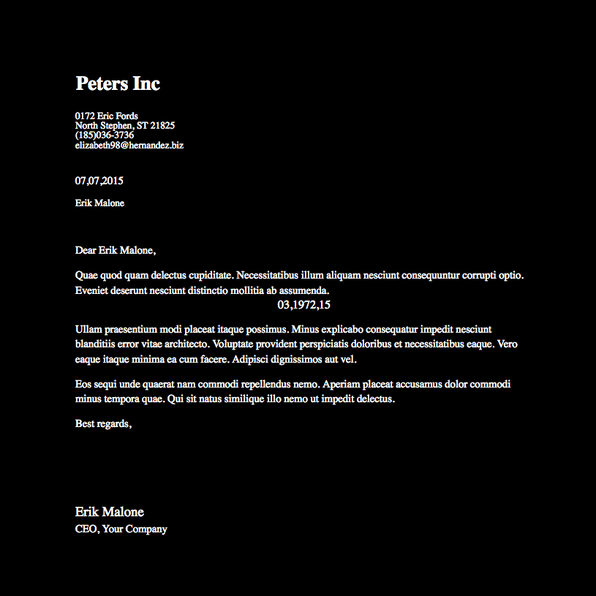 Peters Inc
0172 Eric Fords
North Stephen, ST 21825
(185)036-3736
elizabeth98@hernandez.biz
07,07,2015
Erik Malone
Dear Erik Malone,
Quae quod quam delectus cupiditate. Necessitatibus illum aliquam nesciunt consequuntur corrupti optio.
Eveniet deserunt nesciunt distinctio mollitia ab assumenda.
03,1972,15
Ullam praesentium modi placeat itaque possimus. Minus explicabo consequatur impedit nesciunt
blanditiis error vitae architecto. Voluptate provident perspiciatis doloribus et necessitatibus eaque. Vero
eaque itaque minima ea cum facere. Adipisci dignissimos aut vel.
Eos sequi unde quaerat nam commodi repellendus nemo. Aperiam placeat accusamus dolor commodi
minus tempora quae. Qui sit natus similique illo nemo ut impedit delectus.
Best regards,
Erik Malone
CEO, Your Company